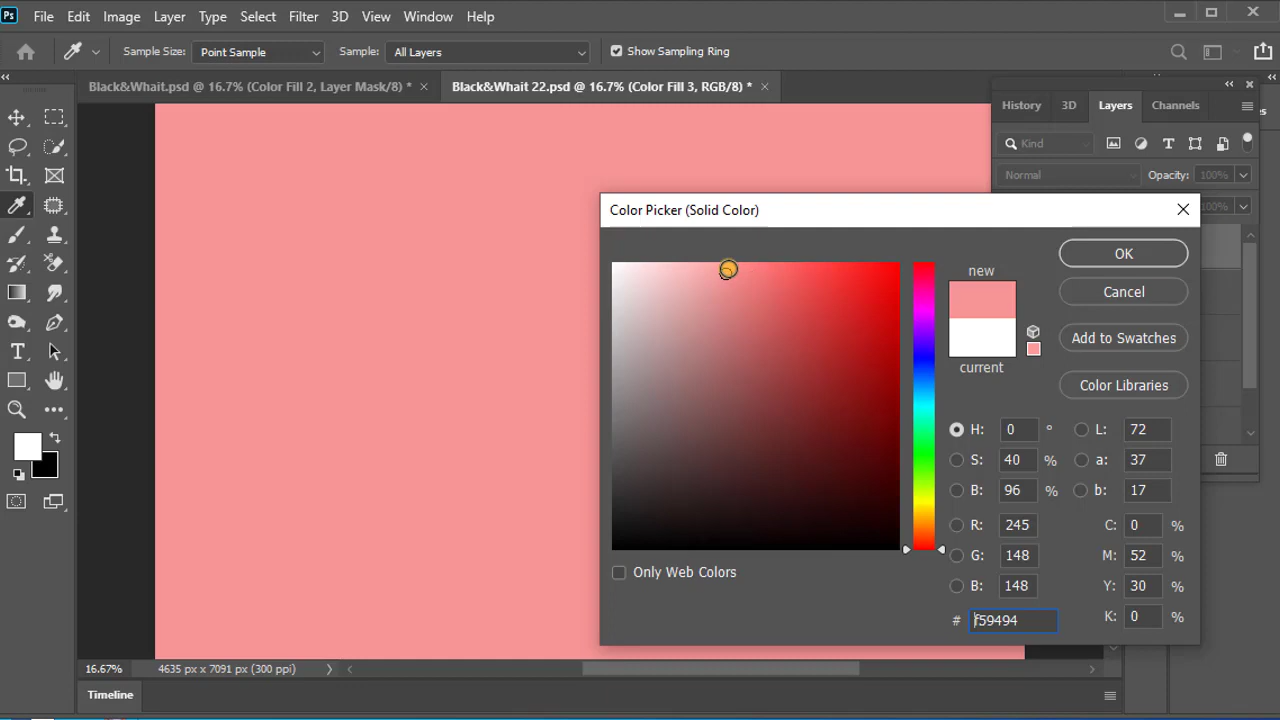 Ps File Edit Image Layer Type Select Filter 3D View Window Help
Sample Size: Point Sample Sample: All Layers Show Sampling Ring
Black&Whait.psd @ 16.7% (Color Fill 2, Layer Mask/8) * Black&Whait 22.psd @ 16.7% (Color Fill 3, RGB/8) *
History 3D Layers Channels
Kind
Normal Opacity: 100%
100%
Color Picker (Solid Color)
new
current
OK
Cancel
Add to Swatches
Color Libraries
H: 0 ° L: 72
S: 40 % a: 37
B: 96 % b: 17
R: 245 C: 0 %
G: 148 M: 52 %
B: 148 Y: 30 %
# f59494 K: 0 %
Only Web Colors
16.67% 4635 px x 7091 px (300 ppi)
Timeline